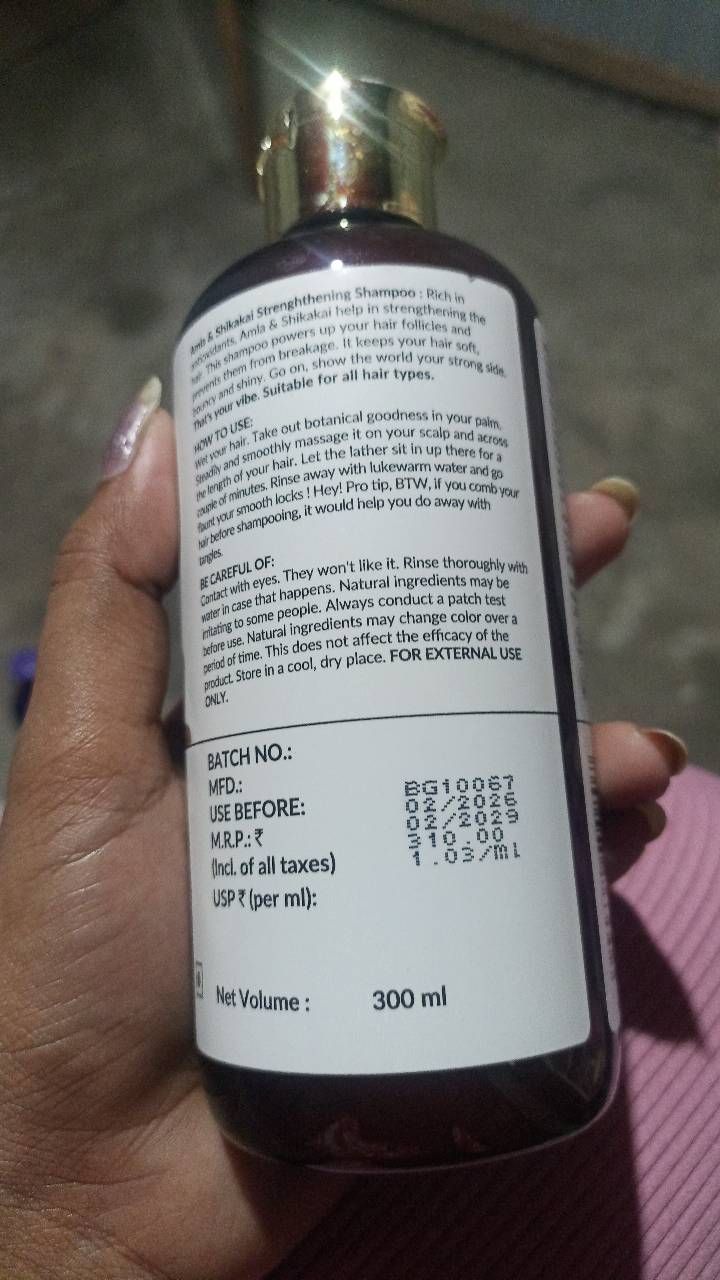 Amla & Shikakai Strenghthening Shampoo : Rich in
antioxidants, Amla & Shikakai help in strengthening the
hair. This shampoo powers up your hair follicles and
prevents them from breakage. It keeps your hair soft,
bouncy and shiny. Go on, show the world your strong side.
That's your vibe. Suitable for all hair types.
HOW TO USE:
Wet your hair. Take out botanical goodness in your palm.
Steadily and smoothly massage it on your scalp and across
the length of your hair. Let the lather sit in up there for a
couple of minutes. Rinse away with lukewarm water and go
flaunt your smooth locks ! Hey! Pro tip, BTW, if you comb your
hair before shampooing, it would help you do away with
tangles.
BE CAREFUL OF:
Contact with eyes. They won't like it. Rinse thoroughly with
water in case that happens. Natural ingredients may be
irritating to some people. Always conduct a patch test
before use. Natural ingredients may change color over a
period of time. This does not affect the efficacy of the
product. Store in a cool, dry place. FOR EXTERNAL USE
ONLY.
BATCH NO.: BG10067
MFD.: 02/2026
USE BEFORE: 02/2029
M.R.P.: ₹ 310.00
(Incl. of all taxes) 1.03/ml
USP ₹ (per ml):
Net Volume : 300 ml